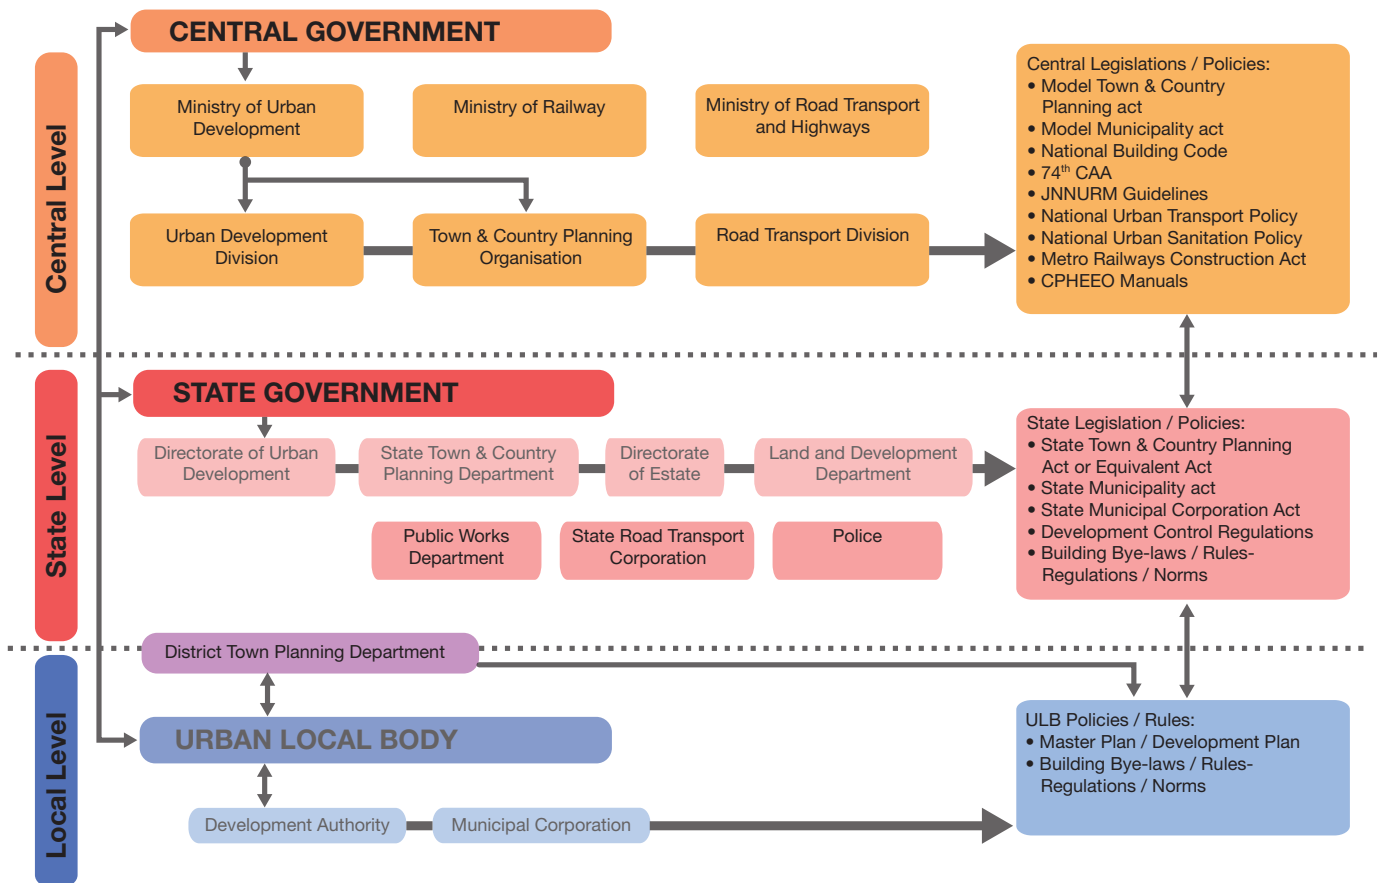 CENTRAL GOVERNMENT
Central Level
Ministry of Urban
Development
Ministry of Railway
Ministry of Road Transport
and Highways
Urban Development
Division
Town & Country Planning
Organisation
Road Transport Division
Central Legislations / Policies:
• Model Town & Country
Planning act
• Model Municipality act
• National Building Code
• 74th CAA
• JNNURM Guidelines
• National Urban Transport Policy
• National Urban Sanitation Policy
• Metro Railways Construction Act
• CPHEEO Manuals
State Level
STATE GOVERNMENT
Directorate of Urban
Development
State Town & Country
Planning Department
Directorate
of Estate
Land and Development
Department
Public Works
Department
State Road Transport
Corporation
Police
State Legislation / Policies:
• State Town & Country Planning
Act or Equivalent Act
• State Municipality act
• State Municipal Corporation Act
• Development Control Regulations
• Building Bye-laws / Rules-
Regulations / Norms
Local Level
District Town Planning Department
URBAN LOCAL BODY
Development Authority
Municipal Corporation
ULB Policies / Rules:
• Master Plan / Development Plan
• Building Bye-laws / Rules-
Regulations / Norms